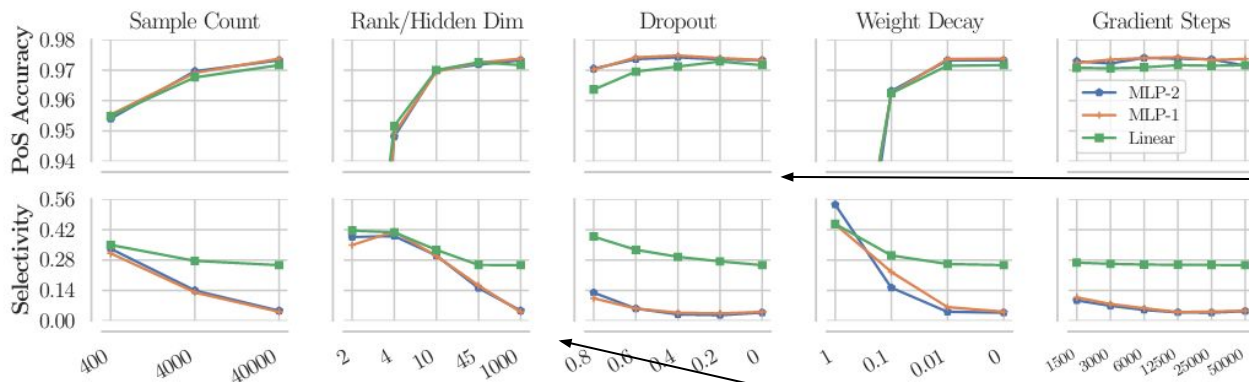 Sample Count
Rank/Hidden Dim
Dropout
Weight Decay
Gradient Steps
PoS Accuracy
0.98
0.97
0.96
0.95
0.94
MLP-2
MLP-1
Linear
Selectivity
0.56
0.42
0.28
0.14
0.00
400 4000 40000
2 4 10 45 1000
0.8 0.6 0.4 0.2 0
1 0.1 0.01 0
1500 3000 6000 12500 25000 50000